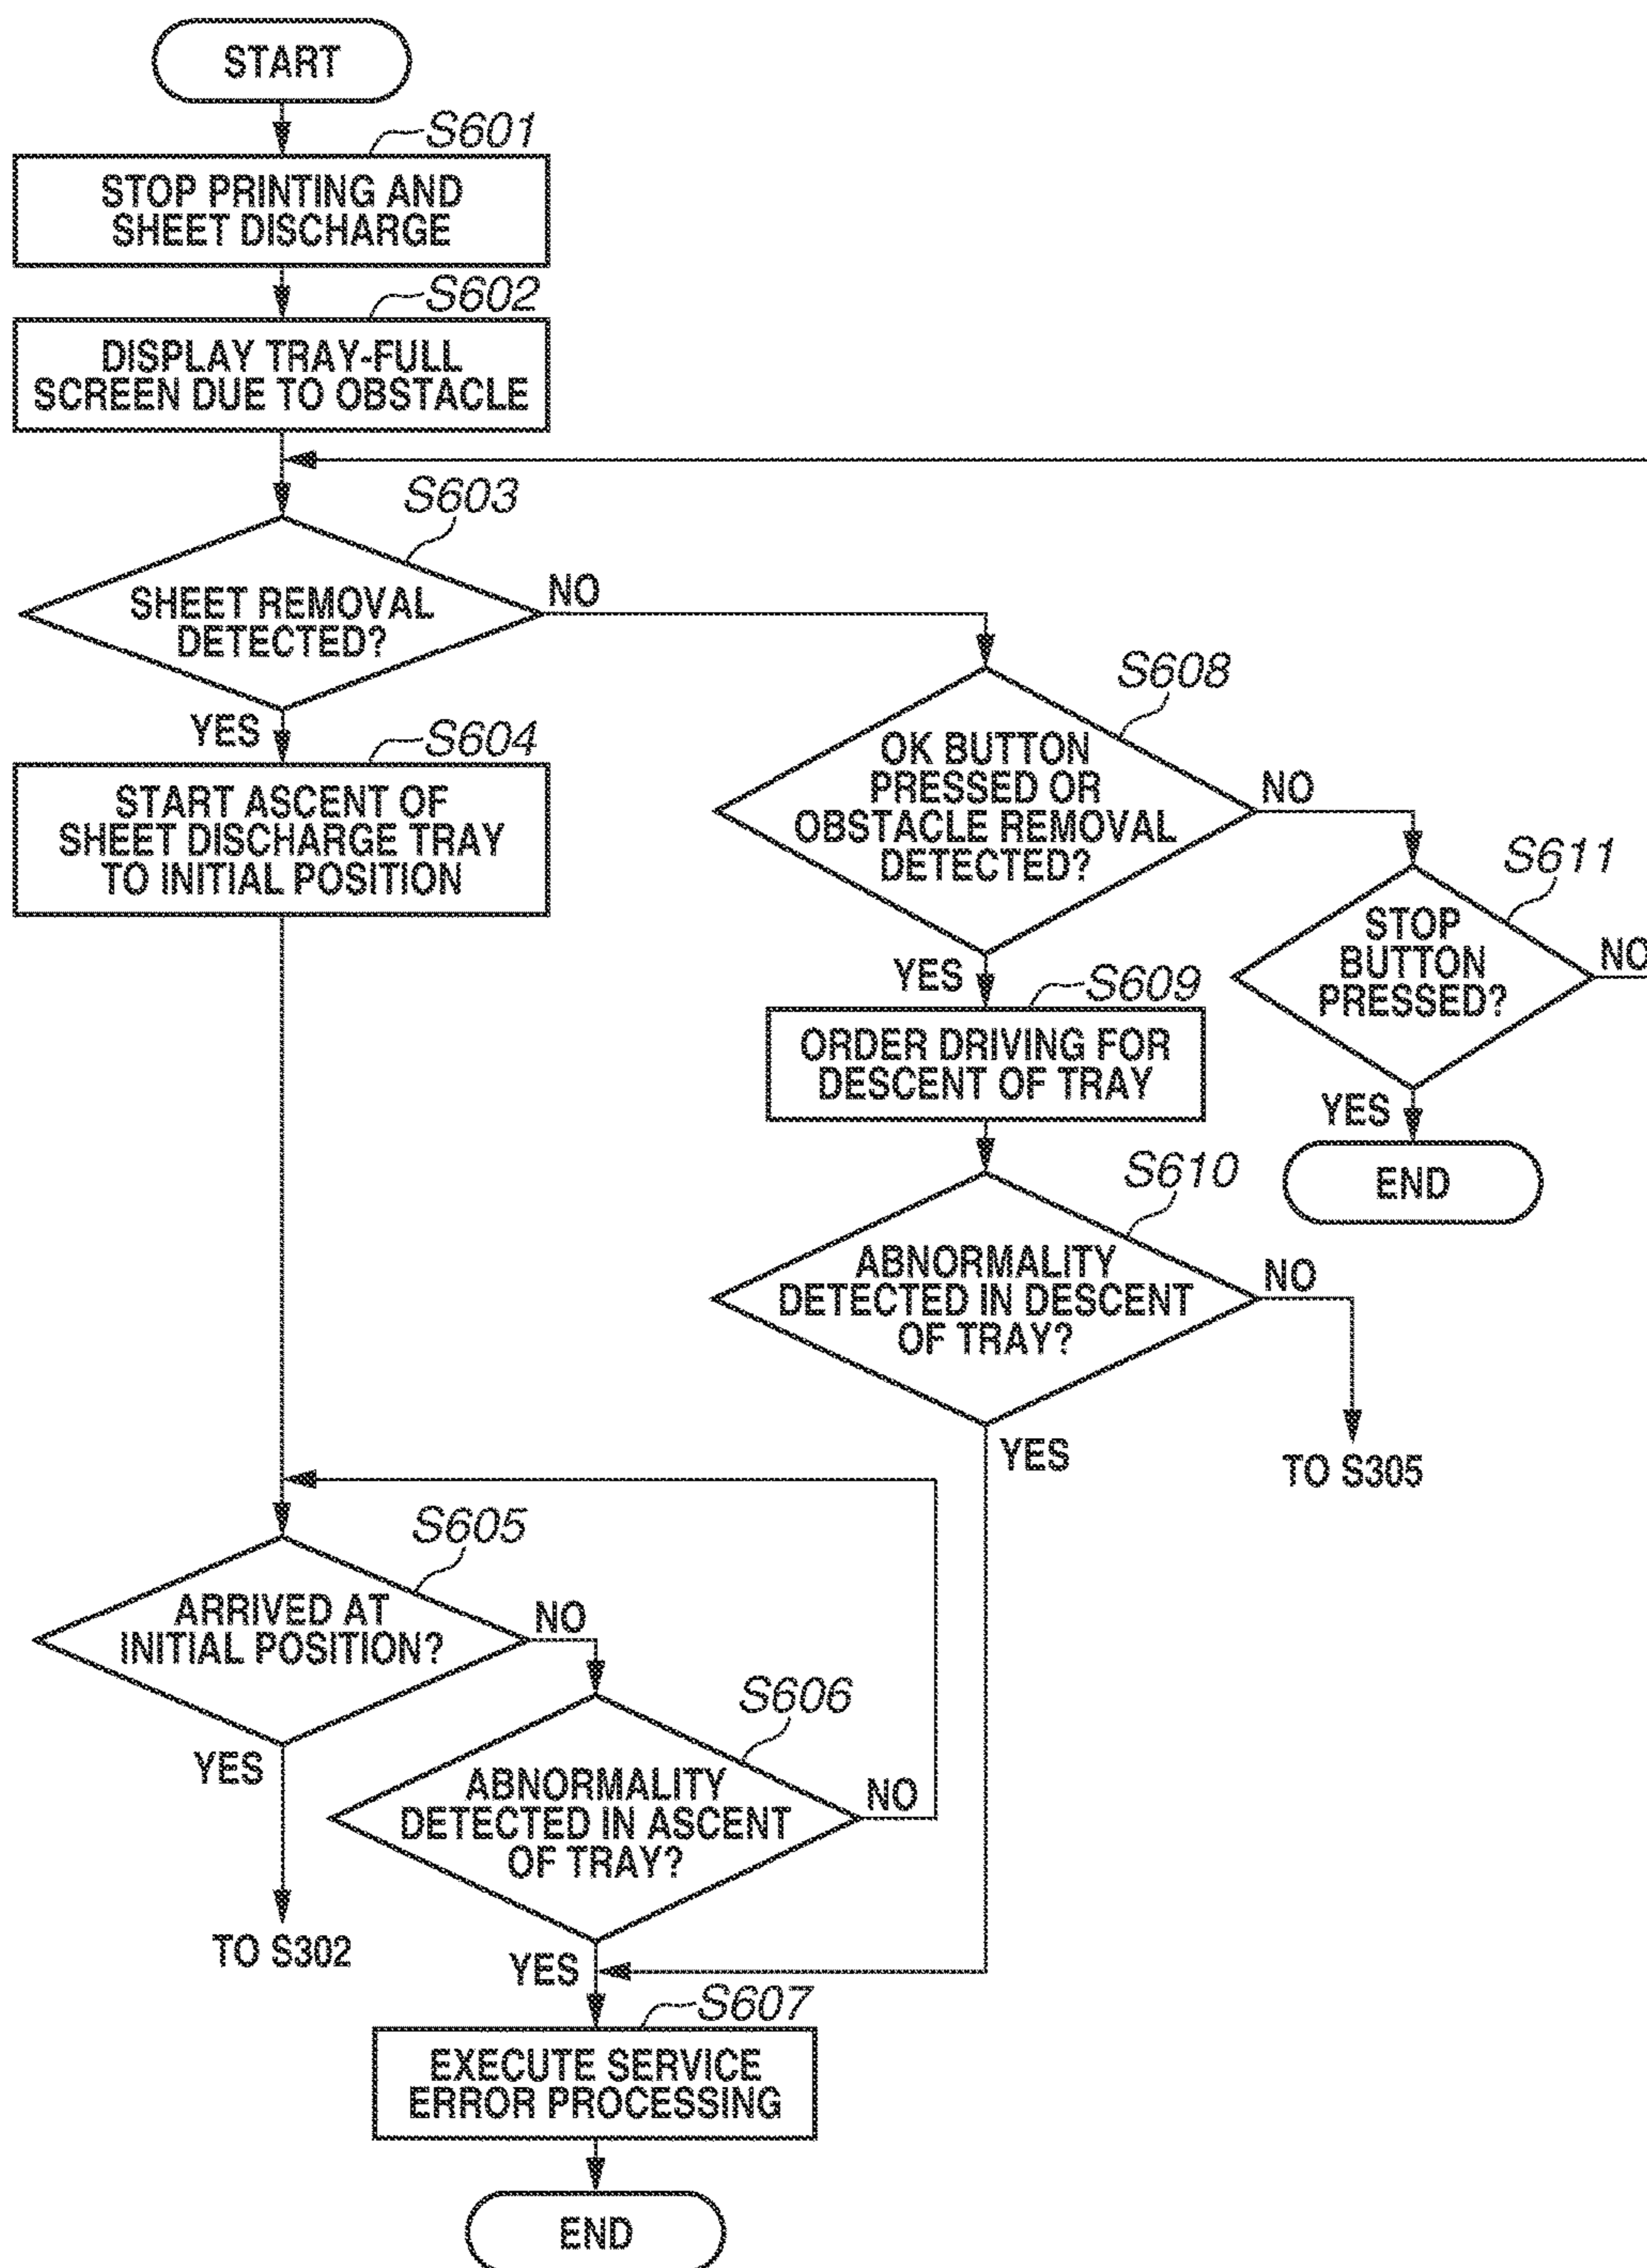 START
S601
STOP PRINTING AND
SHEET DISCHARGE
S602
DISPLAY TRAY-FULL
SCREEN DUE TO OBSTACLE
S603
SHEET REMOVAL
DETECTED?
NO
YES
S604
START ASCENT OF
SHEET DISCHARGE TRAY
TO INITIAL POSITION
S608
OK BUTTON
PRESSED OR
OBSTACLE REMOVAL
DETECTED?
NO
YES
S611
STOP
BUTTON
PRESSED?
NO
YES
END
S609
ORDER DRIVING FOR
DESCENT OF TRAY
S610
ABNORMALITY
DETECTED IN DESCENT
OF TRAY?
NO
YES
TO S305
S605
ARRIVED AT
INITIAL POSITION?
NO
YES
TO S302
S606
ABNORMALITY
DETECTED IN ASCENT
OF TRAY?
NO
YES
S607
EXECUTE SERVICE
ERROR PROCESSING
END